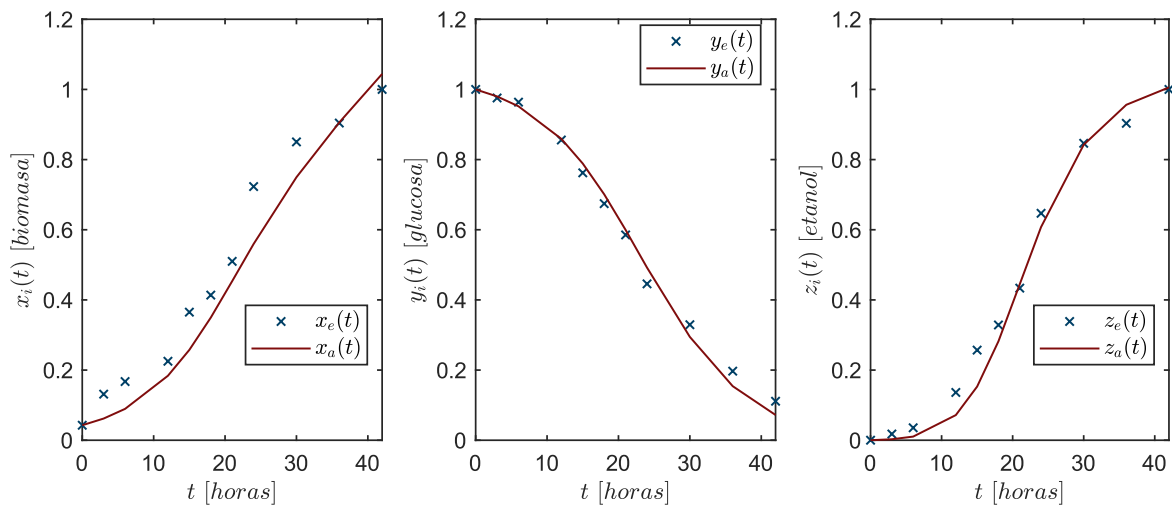 1.2
1
0.8
0.6
0.4
0.2
0
x_i(t) [biomasa]
x_e(t)
x_a(t)
0 10 20 30 40
t [horas]
1.2
1
0.8
0.6
0.4
0.2
0
y_i(t) [glucosa]
y_e(t)
y_a(t)
0 10 20 30 40
t [horas]
1.2
1
0.8
0.6
0.4
0.2
0
z_i(t) [etanol]
z_e(t)
z_a(t)
0 10 20 30 40
t [horas]